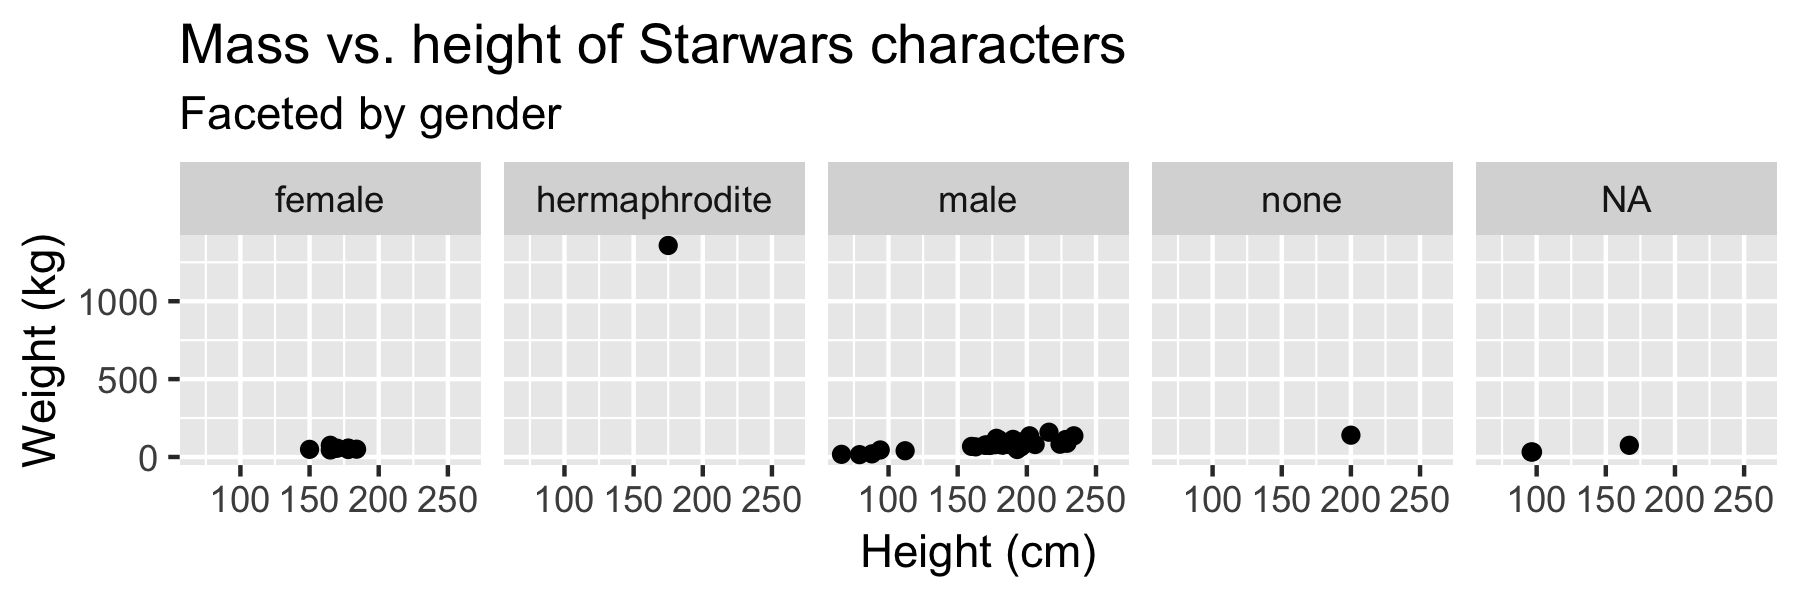 Mass vs. height of Starwars characters
Faceted by gender
female hermaphrodite male none NA
Weight (kg)
1000
500
0
100 150 200 250 100 150 200 250 100 150 200 250 100 150 200 250 100 150 200 250
Height (cm)